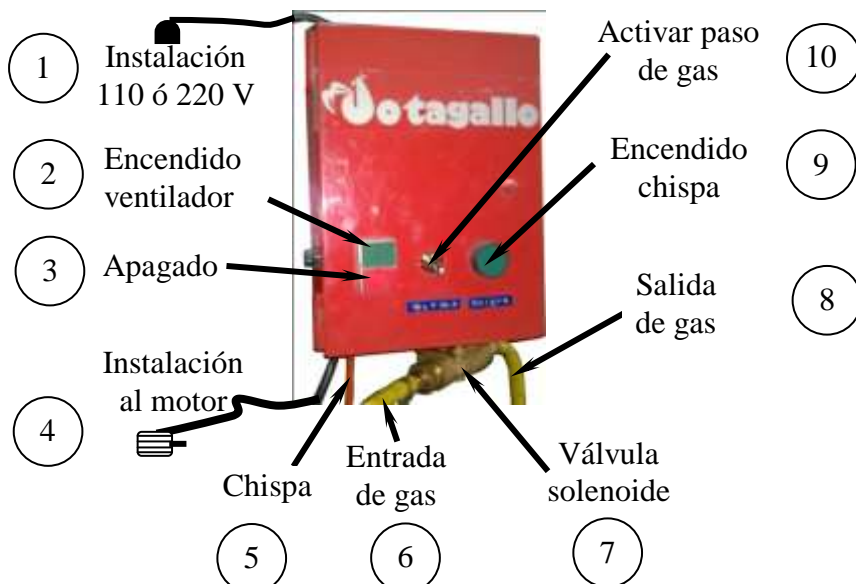 1
Instalación
110 ó 220 V
2
Encendido
ventilador
3
Apagado
Instalación
al motor
4
Chispa
5
Entrada
de gas
6
Válvula
solenoide
7
Salida
de gas
8
Encendido
chispa
9
Activar paso
de gas
10
Jotagallo